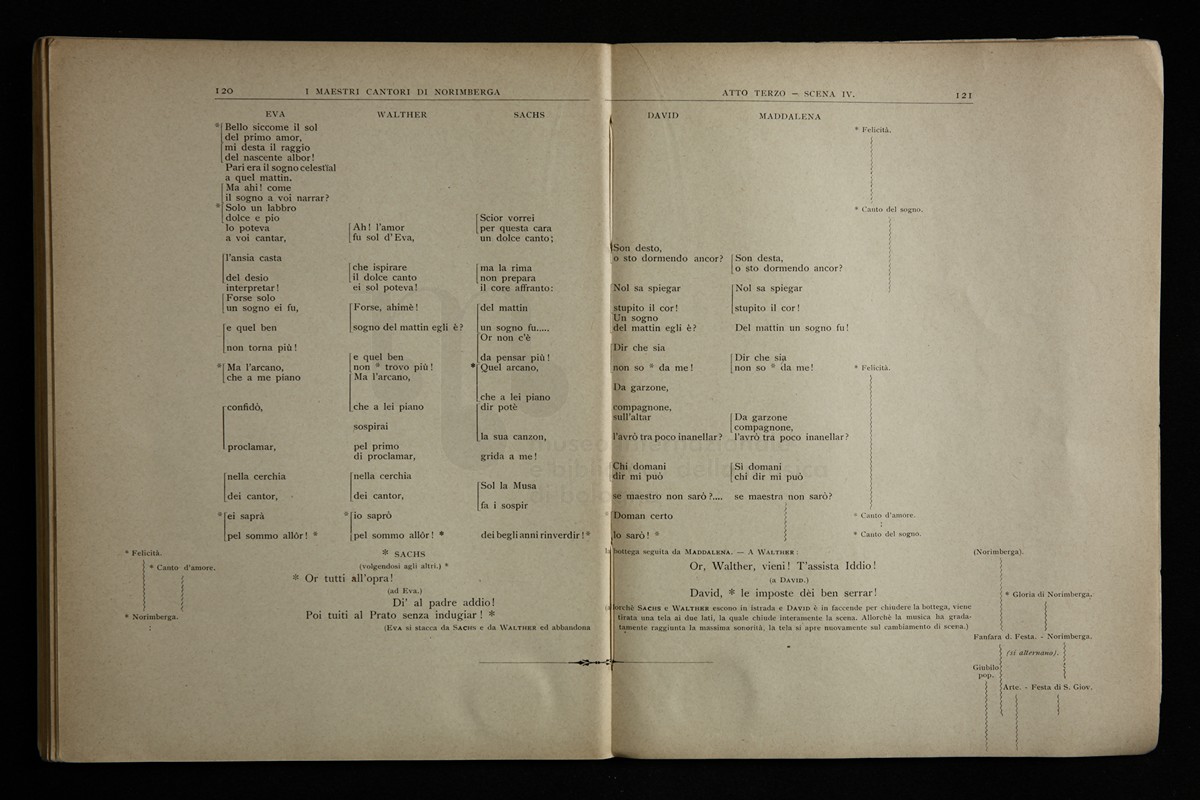 120
I MAESTRI CANTORI DI NORIMBERGA
EVA
* Bello siccome il sol
del primo amor,
mi desta il raggio
del nascente albor!
Pari era il sogno celestïal
a quel mattin.
Ma ahi! come
il sogno a voi narrar?
* Solo un labbro
dolce e pio
lo poteva
a voi cantar,
l'ansia casta
del desio
interpretar!
Forse solo
un sogno ei fu,
e quel ben
non torna più!
* Ma l'arcano,
che a me piano
confidò,
proclamar,
nella cerchia
dei cantor,
* ei saprà
pel sommo allôr! *
WALTHER
Ah! l'amor
fu sol d'Eva,
che ispirare
il dolce canto
ei sol poteva!
Forse, ahimè!
sogno del mattin egli è?
e quel ben
non * trovo più!
Ma l'arcano,
che a lei piano
sospirai
pel primo
di proclamar,
nella cerchia
dei cantor,
* io saprò
pel sommo allôr! *
SACHS
Scior vorrei
per questa cara
un dolce canto;
ma la rima
non prepara
il core affranto:
del mattin
un sogno fu.....
Or non c'è
da pensar più!
* Quel arcano,
che a lei piano
dir potè
la sua canzon,
grida a me!
Sol la Musa
fa i sospir
dei begli anni rinverdir! *
* Felicità.
* Canto d'amore.
* Norimberga.
* SACHS
(volgendosi agli altri.) *
* Or tutti all'opra!
(ad Eva.)
Di' al padre addio!
Poi tuiti al Prato senza indugiar! *
(EVA si stacca da SACHS e da WALTHER ed abbandona
ATTO TERZO — SCENA IV.
121
DAVID
Son desto,
o sto dormendo ancor?
Nol sa spiegar
stupito il cor!
Un sogno
del mattin egli è?
Dir che sia
non so * da me!
Da garzone,
compagnone,
sull'altar
l'avrò tra poco inanellar?
Chi domani
dir mi può
se maestro non sarò?....
* Doman certo
lo sarò! *
MADDALENA
Son desta,
o sto dormendo ancor?
Nol sa spiegar
stupito il cor!
Del mattin un sogno fu!
Dir che sia
non so * da me!
Da garzone
compagnone,
l'avrò tra poco inanellar?
Si domani
chi dir mi può
se maestra non sarò?
* Felicità.
* Canto del sogno.
* Felicità.
* Canto d'amore.
* Canto del sogno.
la bottega seguita da MADDALENA. — A WALTHER:
Or, Walther, vieni! T'assista Iddio!
(a DAVID.)
David, * le imposte dèi ben serrar!
lorchè SACHS e WALTHER escono in istrada e DAVID è in faccende per chiudere la bottega, viene
tirata una tela ai due lati, la quale chiude interamente la scena. Allorchè la musica ha grada-
tamente raggiunta la massima sonorità, la tela si apre nuovamente sul cambiamento di scena.)
(Norimberga).
* Gloria di Norimberga.
Fanfara d. Festa. - Norimberga.
(si alternano).
Giubilo
pop.
Arte. - Festa di S. Giov.
museo
e biblioteca della musica
di bologna